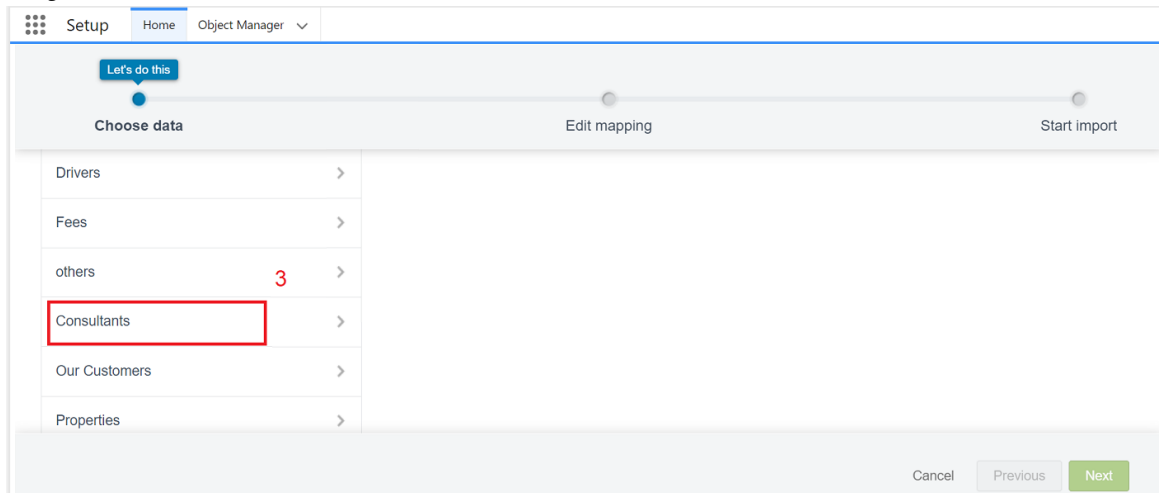 Setup Home Object Manager
Let's do this
Choose data Edit mapping Start import
Drivers
Fees
others
3
Consultants
Our Customers
Properties
Cancel Previous Next